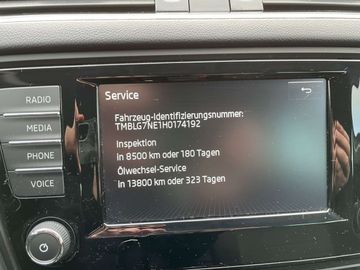 RADIO
MEDIA
PHONE
VOICE
Service
Fahrzeug-Identifizierungsnummer:
TMBLG7NE1H0174192
Inspektion
in 8500 km oder 180 Tagen
Ölwechsel-Service
in 13800 km oder 323 Tagen